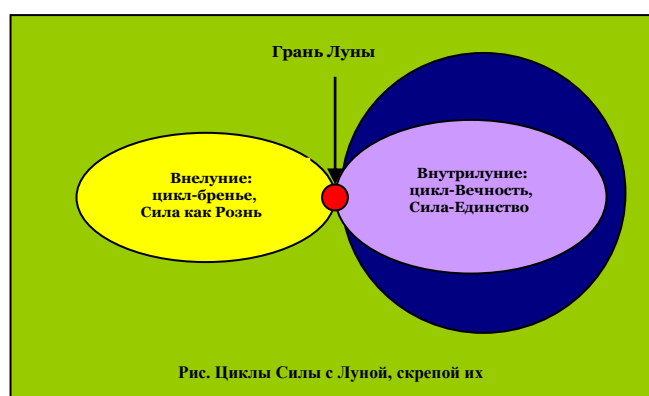 Грань Луны
Внелуние:
цикл-бренье,
Сила как Рознь
Внутрилуние:
цикл-Вечность,
Сила-Единство
Рис. Циклы Силы с Луной, скрепой их